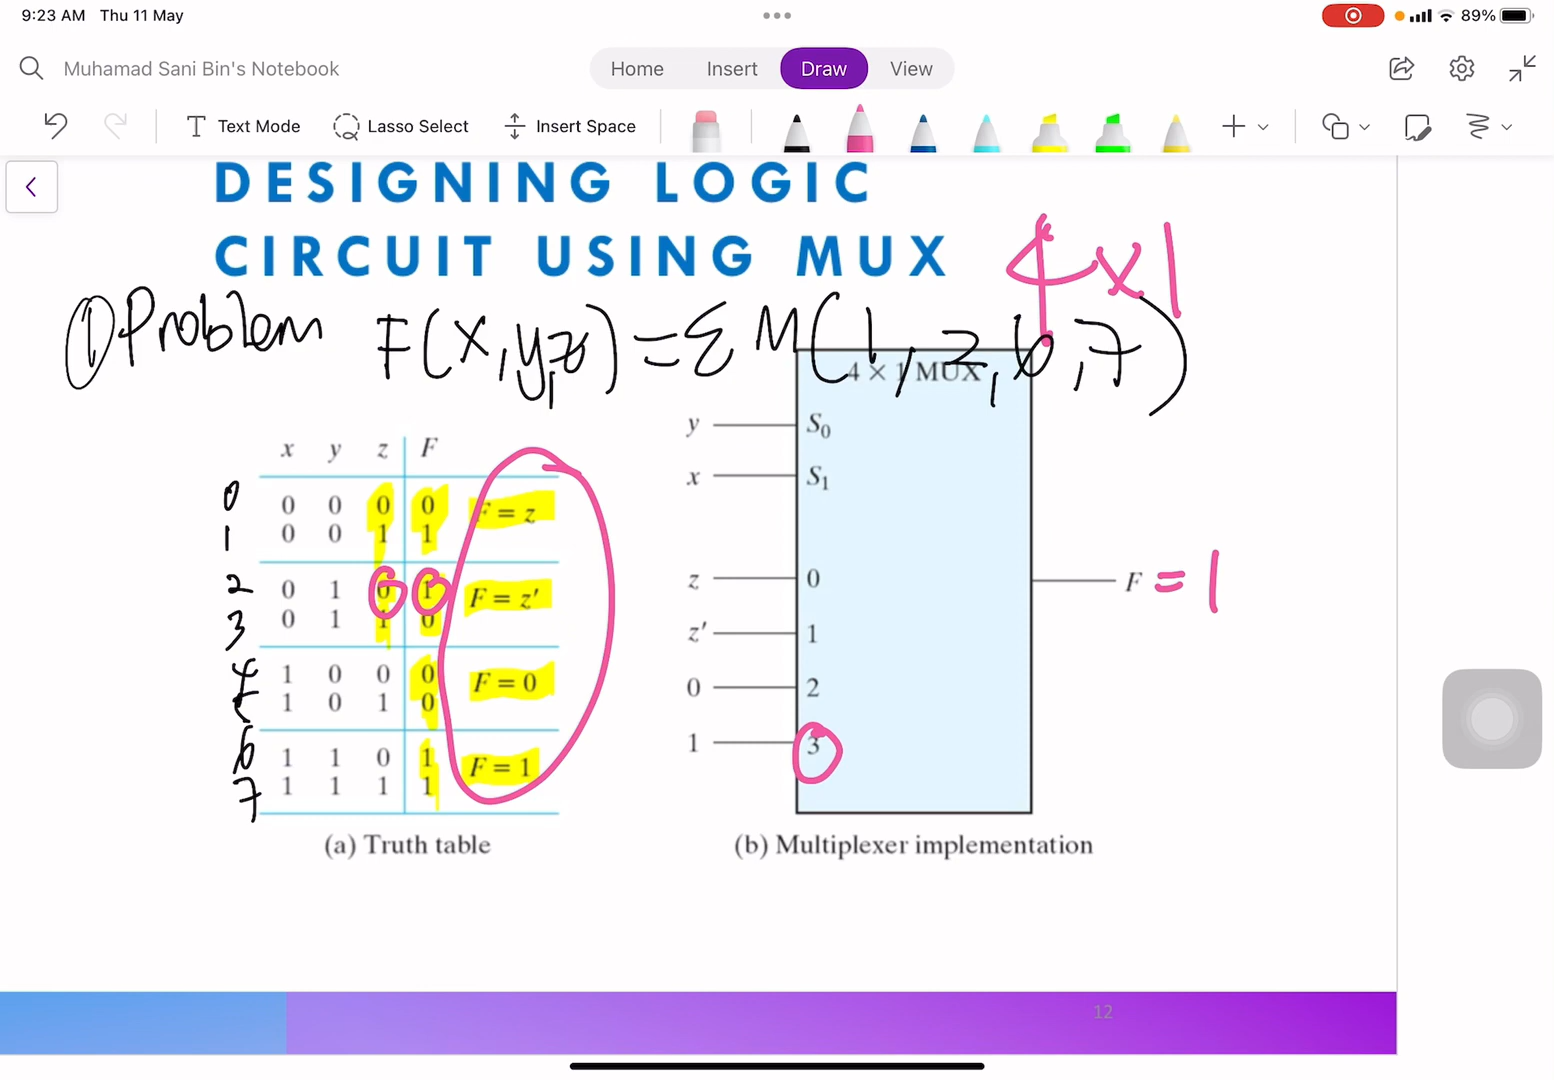 9:23 AM Thu 11 May
89%
Muhamad Sani Bin's Notebook
Home Insert Draw View
Text Mode Lasso Select Insert Space
DESIGNING LOGIC
CIRCUIT USING MUX
4x1
① Problem F(x,y,z) = Σ M(1, 2, 6, 7)
4 × 1 MUX
y S₀
x S₁
x y z F
0 0 0 0 0 F = z
1 0 0 1 1
2 0 1 0 1 F = z'
3 0 1 1 0
4 1 0 0 0 F = 0
1 0 1 0
6 1 1 0 1 F = 1
7 1 1 1 1
z 0
z' 1
0 2
1 3
F = 1
(a) Truth table
(b) Multiplexer implementation
12